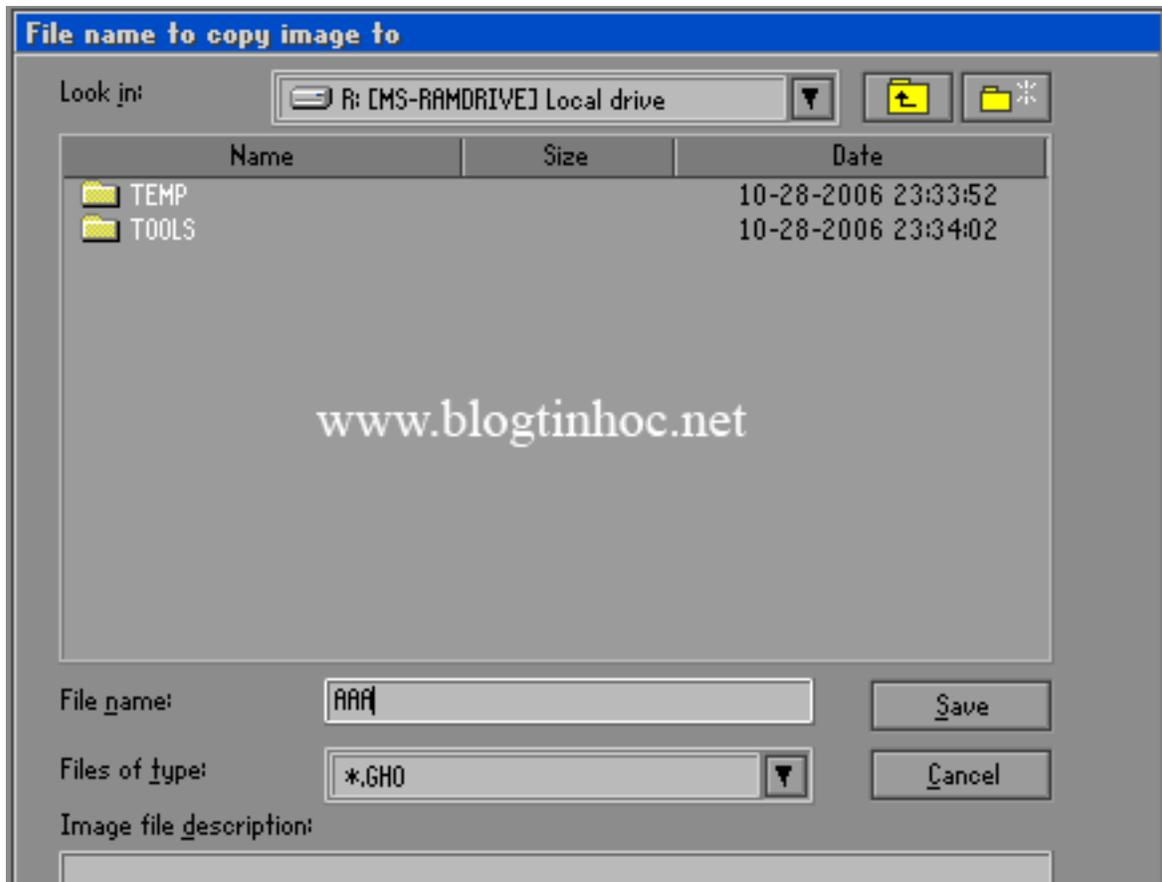 File name to copy image to
Look in: R: [MS-RAMDRIVE] Local drive
Name Size Date
TEMP 10-28-2006 23:33:52
TOOLS 10-28-2006 23:34:02
www.blogtinhoc.net
File name: AAA Save
Files of type: *.GHO Cancel
Image file description: